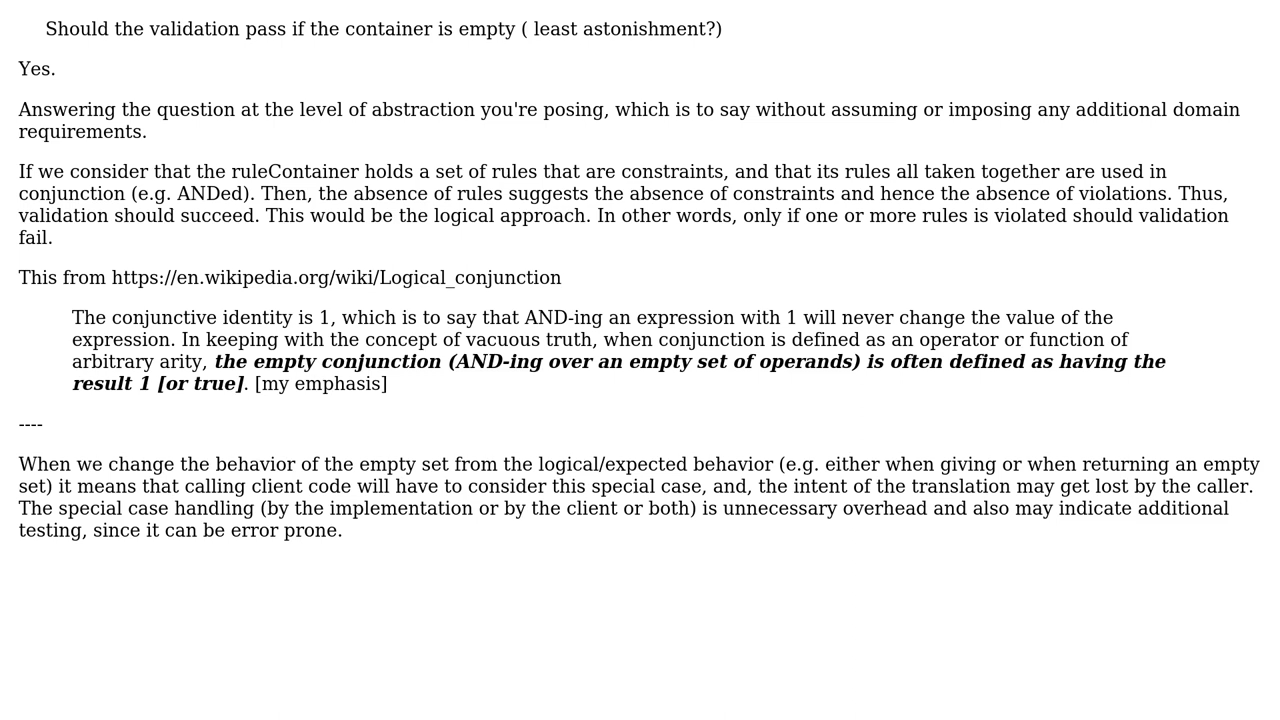 Should the validation pass if the container is empty ( least astonishment?)
Yes.
Answering the question at the level of abstraction you're posing, which is to say without assuming or imposing any additional domain
requirements.
If we consider that the ruleContainer holds a set of rules that are constraints, and that its rules all taken together are used in
conjunction (e.g. ANDed). Then, the absence of rules suggests the absence of constraints and hence the absence of violations. Thus,
validation should succeed. This would be the logical approach. In other words, only if one or more rules is violated should validation
fail.
This from https://en.wikipedia.org/wiki/Logical_conjunction
The conjunctive identity is 1, which is to say that AND-ing an expression with 1 will never change the value of the
expression. In keeping with the concept of vacuous truth, when conjunction is defined as an operator or function of
arbitrary arity, the empty conjunction (AND-ing over an empty set of operands) is often defined as having the
result 1 [or true]. [my emphasis]
----
When we change the behavior of the empty set from the logical/expected behavior (e.g. either when giving or when returning an empty
set) it means that calling client code will have to consider this special case, and, the intent of the translation may get lost by the caller.
The special case handling (by the implementation or by the client or both) is unnecessary overhead and also may indicate additional
testing, since it can be error prone.